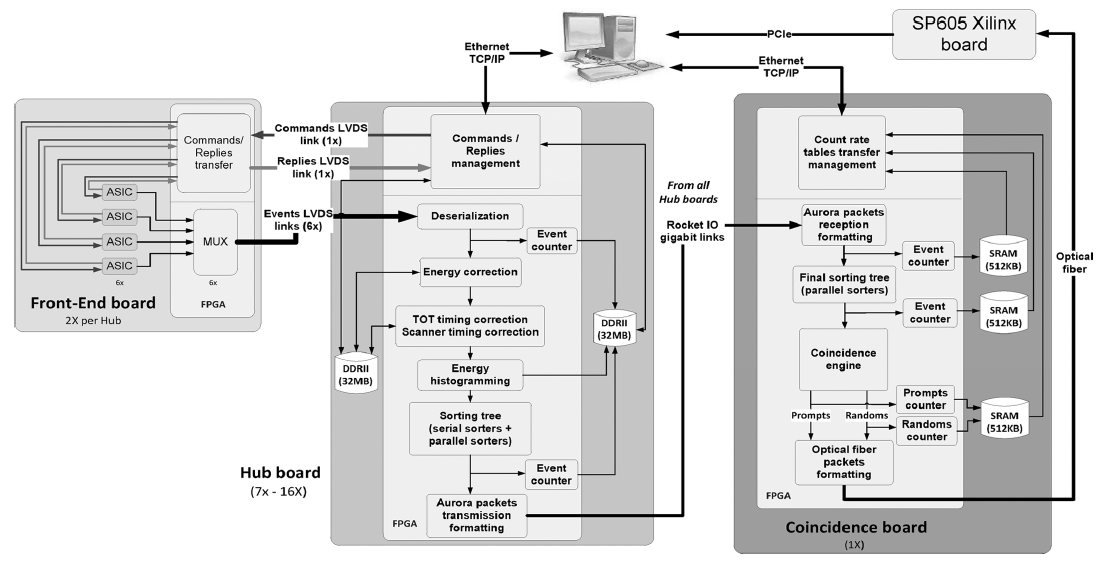 SP605 Xilinx
board
PCIe
Ethernet
TCP/IP
Ethernet
TCP/IP
Commands/
Replies
transfer
ASIC
ASIC
ASIC
ASIC
6x
MUX
6x
FPGA
Front-End board
2X per Hub
Commands LVDS
link (1x)
Replies LVDS
link (1x)
Events LVDS
links (6x)
Commands /
Replies
management
Deserialization
Event
counter
Energy correction
TOT timing correction
Scanner timing correction
DDRII
(32MB)
DDRII
(32MB)
Energy
histogramming
Sorting tree
(serial sorters +
parallel sorters)
Event
counter
Aurora packets
transmission
formatting
FPGA
Hub board
(7x - 16X)
From all
Hub boards
Rocket IO
gigabit links
Count rate
tables transfer
management
Aurora packets
reception
formatting
Event
counter
SRAM
(512KB)
Final sorting tree
(parallel sorters)
Event
counter
SRAM
(512KB)
Coincidence
engine
Prompts
Randoms
Prompts
counter
Randoms
counter
SRAM
(512KB)
Optical fiber
packets
formatting
FPGA
Coincidence board
(1X)
Optical
fiber